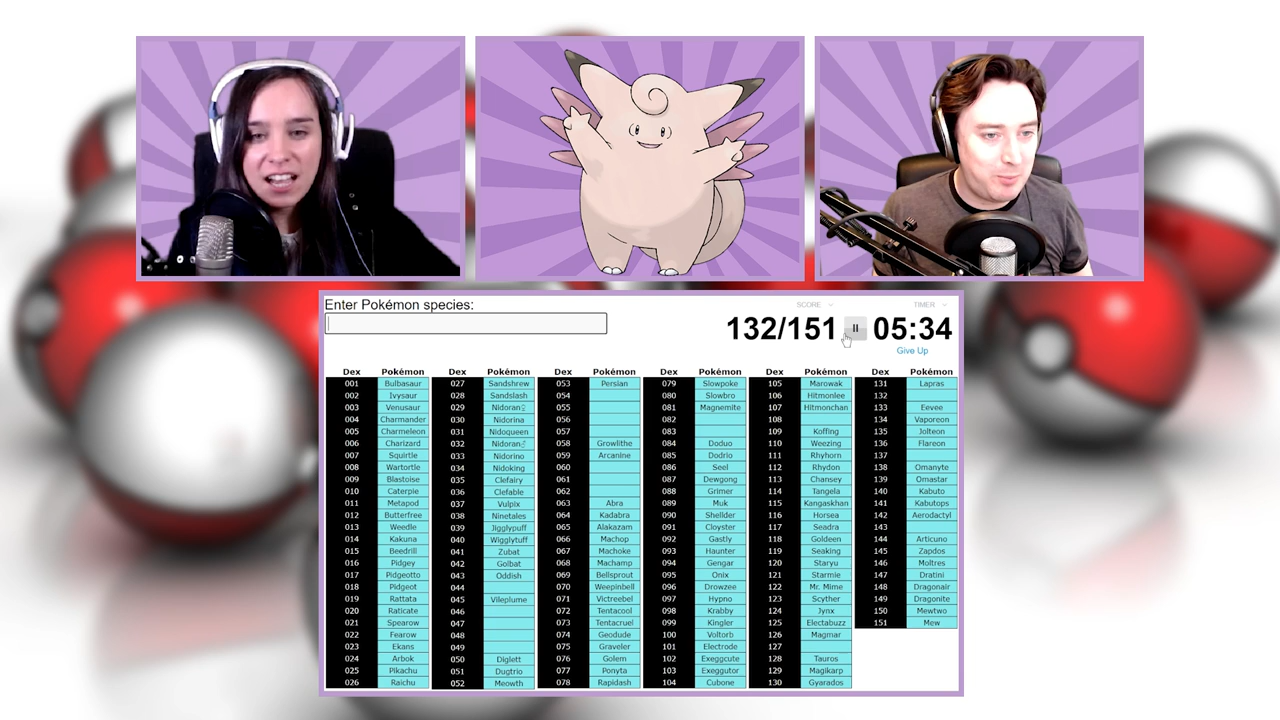 Enter Pokémon species:
SCORE
TIMER
132/151
05:34
Give Up
Dex Pokémon
001 Bulbasaur
002 Ivysaur
003 Venusaur
004 Charmander
005 Charmeleon
006 Charizard
007 Squirtle
008 Wartortle
009 Blastoise
010 Caterpie
011 Metapod
012 Butterfree
013 Weedle
014 Kakuna
015 Beedrill
016 Pidgey
017 Pidgeotto
018 Pidgeot
019 Rattata
020 Raticate
021 Spearow
022 Fearow
023 Ekans
024 Arbok
025 Pikachu
026 Raichu
Dex Pokémon
027 Sandshrew
028 Sandslash
029 Nidoran♀
030 Nidorina
031 Nidoqueen
032 Nidoran♂
033 Nidorino
034 Nidoking
035 Clefairy
036 Clefable
037 Vulpix
038 Ninetales
039 Jigglypuff
040 Wigglytuff
041 Zubat
042 Golbat
043 Oddish
044
045 Vileplume
046
047
048
049
050 Diglett
051 Dugtrio
052 Meowth
Dex Pokémon
053 Persian
054
055
056
057
058 Growlithe
059 Arcanine
060
061
062
063 Abra
064 Kadabra
065 Alakazam
066 Machop
067 Machoke
068 Machamp
069 Bellsprout
070 Weepinbell
071 Victreebel
072 Tentacool
073 Tentacruel
074 Geodude
075 Graveler
076 Golem
077 Ponyta
078 Rapidash
Dex Pokémon
079 Slowpoke
080 Slowbro
081 Magnemite
082
083
084 Doduo
085 Dodrio
086 Seel
087 Dewgong
088 Grimer
089 Muk
090 Shellder
091 Cloyster
092 Gastly
093 Haunter
094 Gengar
095 Onix
096 Drowzee
097 Hypno
098 Krabby
099 Kingler
100 Voltorb
101 Electrode
102 Exeggcute
103 Exeggutor
104 Cubone
Dex Pokémon
105 Marowak
106 Hitmonlee
107 Hitmonchan
108
109 Koffing
110 Weezing
111 Rhyhorn
112 Rhydon
113 Chansey
114 Tangela
115 Kangaskhan
116 Horsea
117 Seadra
118 Goldeen
119 Seaking
120 Staryu
121 Starmie
122 Mr. Mime
123 Scyther
124 Jynx
125 Electabuzz
126 Magmar
127
128 Tauros
129 Magikarp
130 Gyarados
Dex Pokémon
131 Lapras
132
133 Eevee
134 Vaporeon
135 Jolteon
136 Flareon
137
138 Omanyte
139 Omastar
140 Kabuto
141 Kabutops
142 Aerodactyl
143
144 Articuno
145 Zapdos
146 Moltres
147 Dratini
148 Dragonair
149 Dragonite
150 Mewtwo
151 Mew